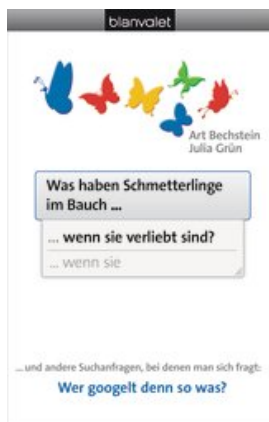 blanvalet
Art Bechstein
Julia Grün
Was haben Schmetterlinge
im Bauch ...
... wenn sie verliebt sind?
... wenn sie
... und andere Suchanfragen, bei denen man sich fragt:
Wer googelt denn so was?